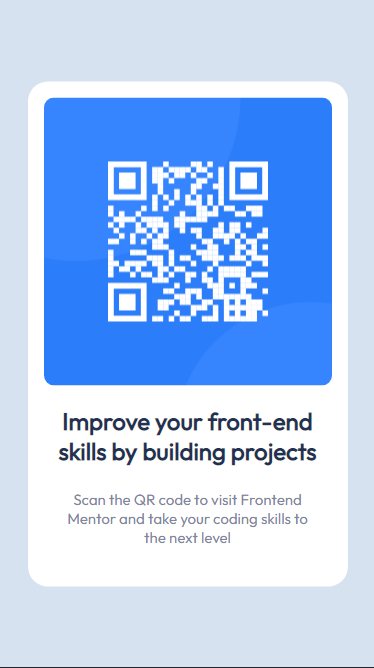 Improve your front-end
skills by building projects
Scan the QR code to visit Frontend
Mentor and take your coding skills to
the next level